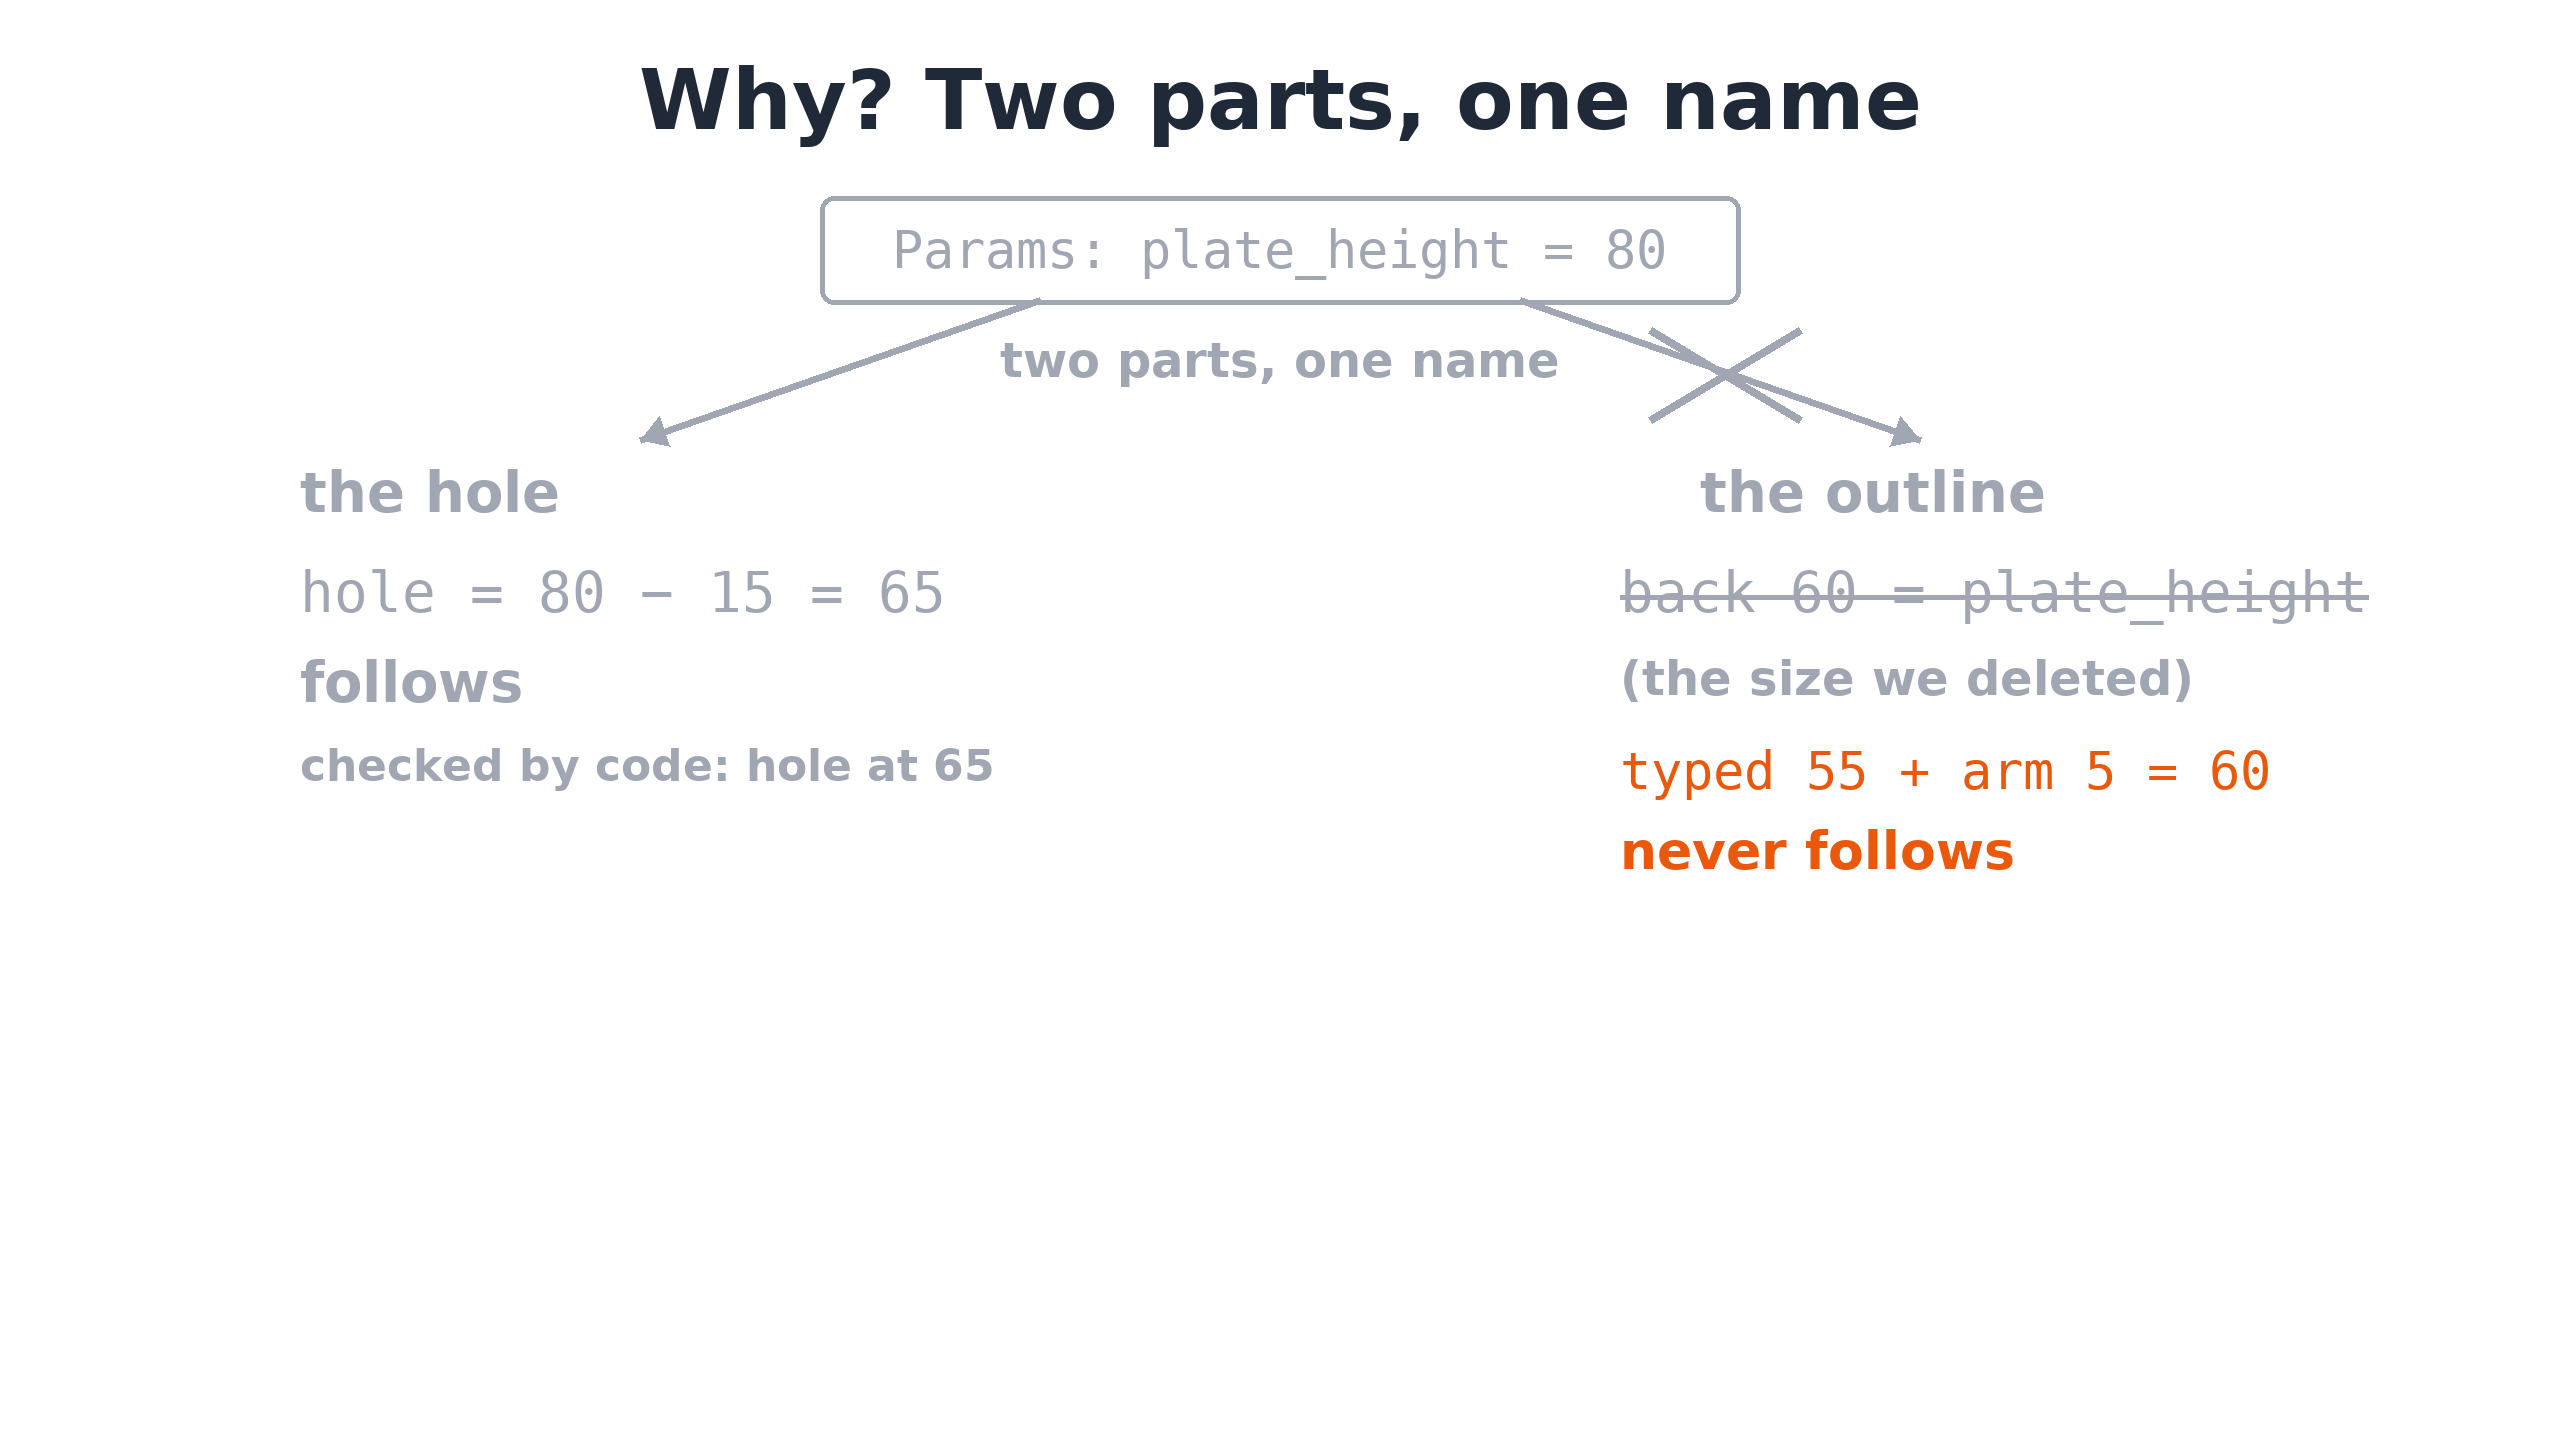 Why? Two parts, one name
Params: plate_height = 80
two parts, one name
the hole
hole = 80 − 15 = 65
follows
checked by code: hole at 65
the outline
back 60 = plate_height
(the size we deleted)
typed 55 + arm 5 = 60
never follows